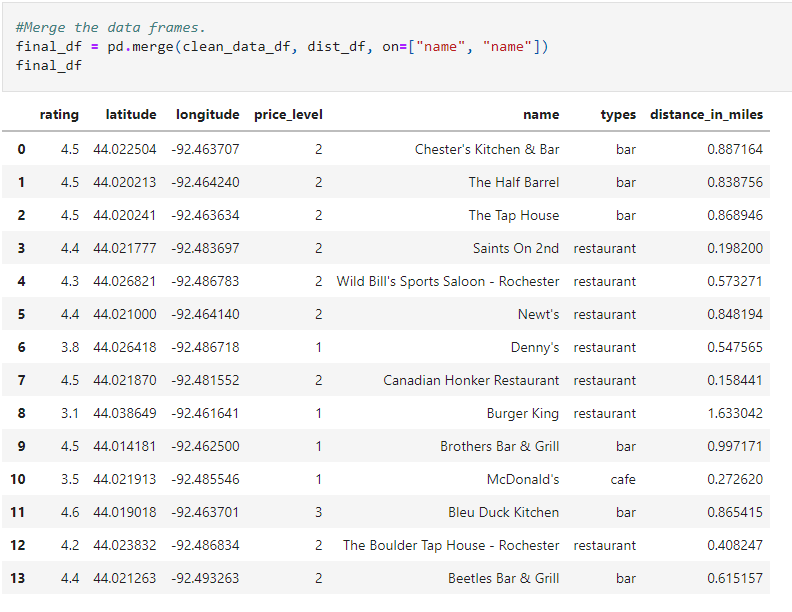 #Merge the data frames.
final_df = pd.merge(clean_data_df, dist_df, on=["name", "name"])
final_df
rating latitude longitude price_level name types distance_in_miles
0 4.5 44.022504 -92.463707 2 Chester's Kitchen & Bar bar 0.887164
1 4.5 44.020213 -92.464240 2 The Half Barrel bar 0.838756
2 4.5 44.020241 -92.463634 2 The Tap House bar 0.868946
3 4.4 44.021777 -92.483697 2 Saints On 2nd restaurant 0.198200
4 4.3 44.026821 -92.486783 2 Wild Bill's Sports Saloon - Rochester restaurant 0.573271
5 4.4 44.021000 -92.464140 2 Newt's restaurant 0.848194
6 3.8 44.026418 -92.486718 1 Denny's restaurant 0.547565
7 4.5 44.021870 -92.481552 2 Canadian Honker Restaurant restaurant 0.158441
8 3.1 44.038649 -92.461641 1 Burger King restaurant 1.633042
9 4.5 44.014181 -92.462500 1 Brothers Bar & Grill bar 0.997171
10 3.5 44.021913 -92.485546 1 McDonald's cafe 0.272620
11 4.6 44.019018 -92.463701 3 Bleu Duck Kitchen bar 0.865415
12 4.2 44.023832 -92.486834 2 The Boulder Tap House - Rochester restaurant 0.408247
13 4.4 44.021263 -92.493263 2 Beetles Bar & Grill bar 0.615157